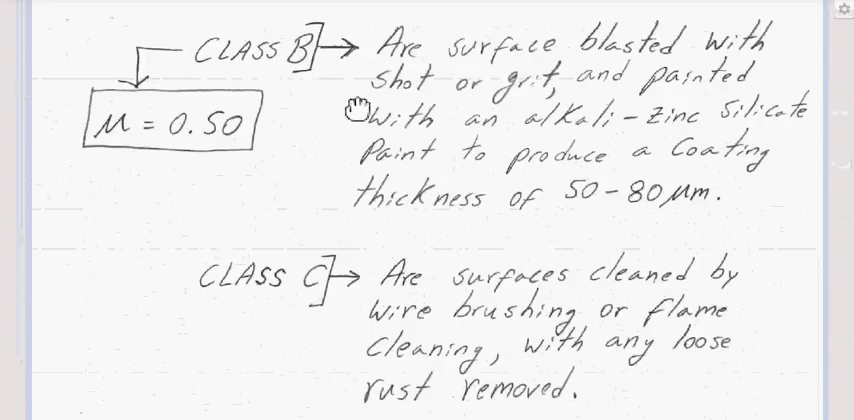 CLASS B] → Are surface blasted with
shot or grit, and painted
μ = 0.50
with an alkali-zinc silicate
Paint to produce a Coating
thickness of 50-80 μm.
CLASS C] → Are surfaces cleaned by
wire brushing or flame
cleaning, with any loose
rust removed.